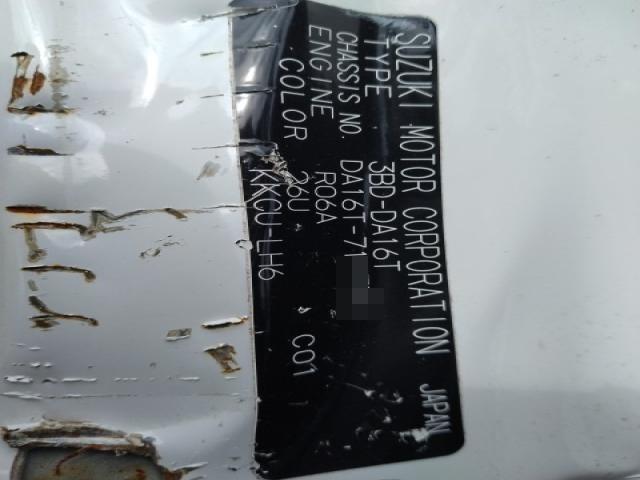 SUZUKI MOTOR CORPORATION JAPAN
TYPE 3BD-DA16T
CHASSIS NO. DA16T-71
ENGINE R06A
COLOR 26U C01
KKCU-LH6